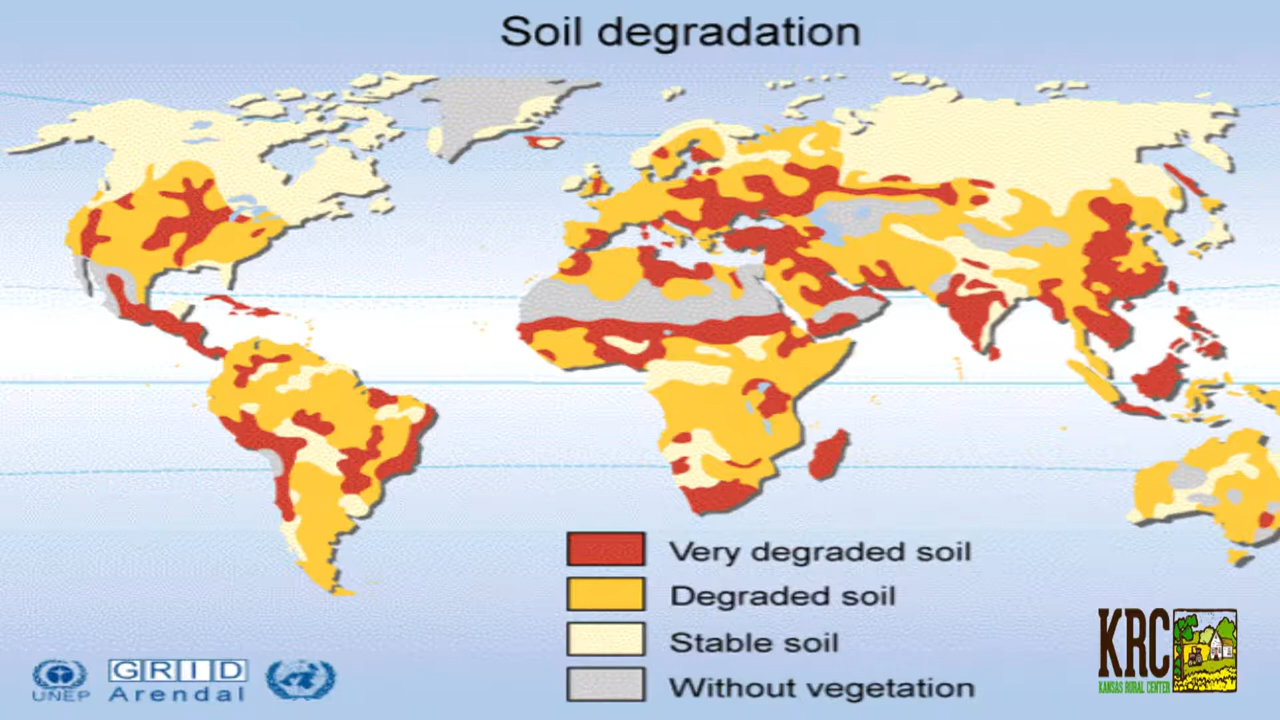 Soil degradation
Very degraded soil
Degraded soil
Stable soil
Without vegetation
UNEP
GRID
Arendal
KRC
KANSAS RURAL CENTER